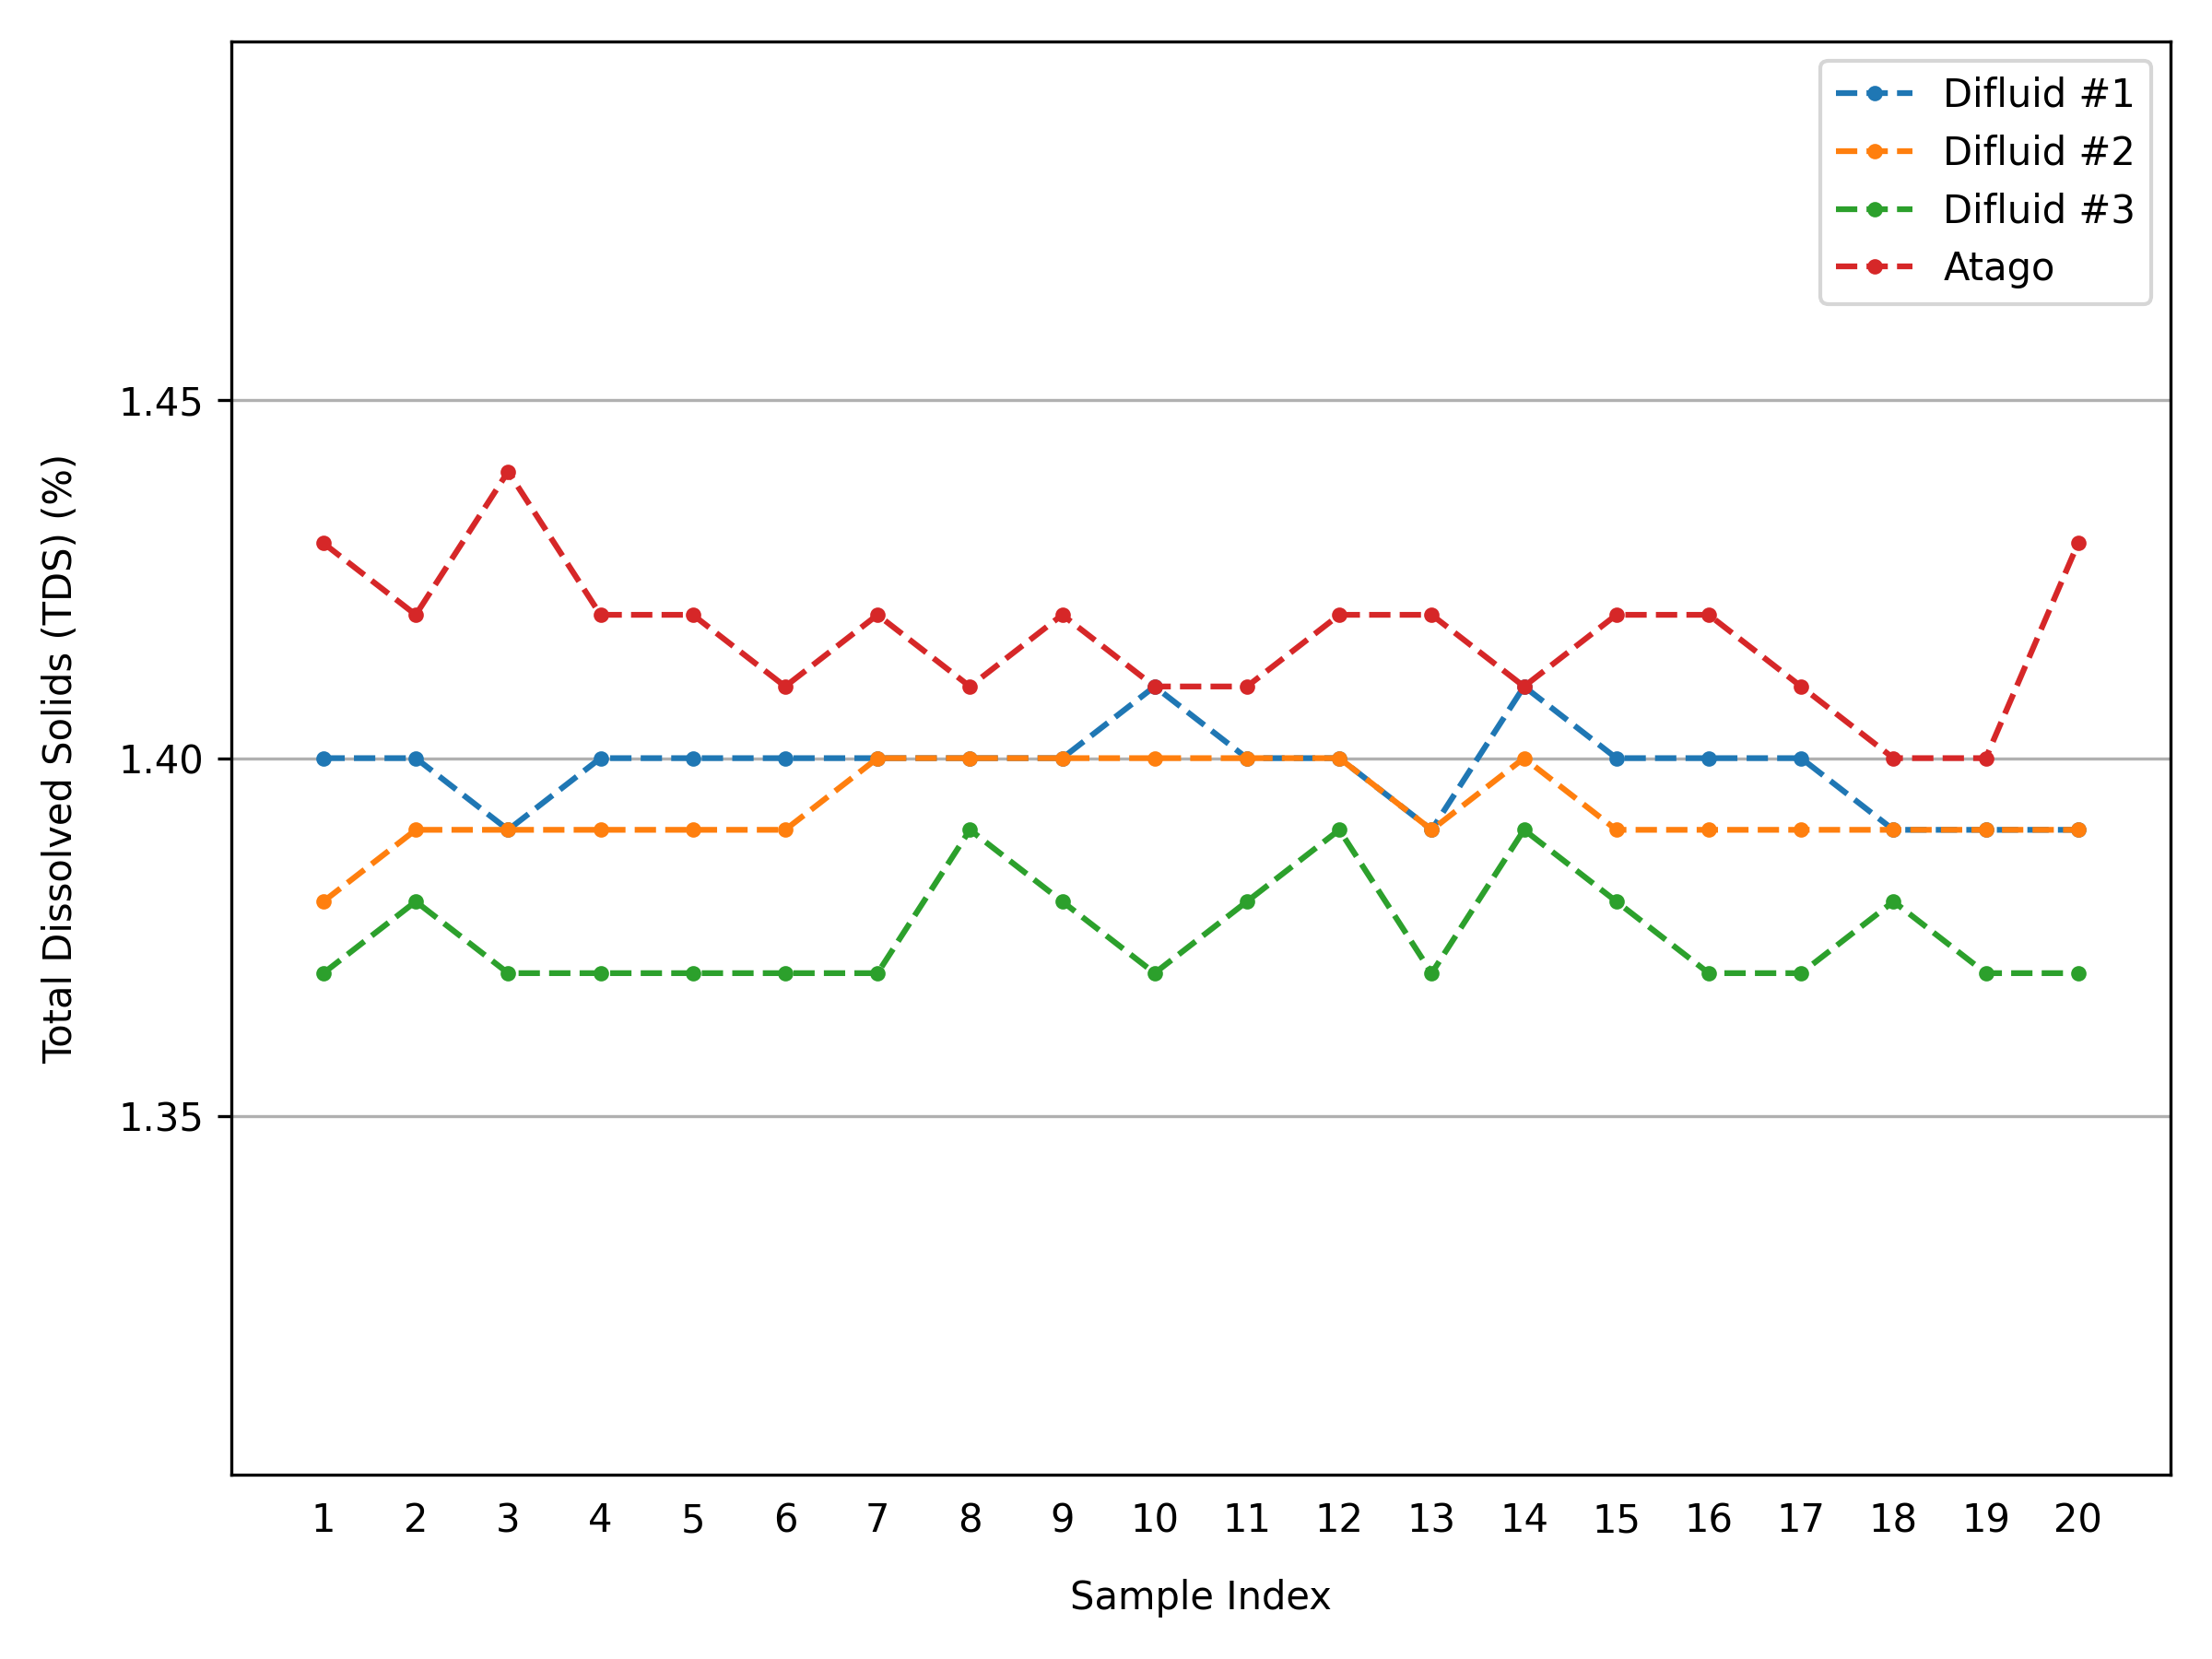 Difluid #1
Difluid #2
Difluid #3
Atago
Total Dissolved Solids (TDS) (%)
1.45
1.40
1.35
1 2 3 4 5 6 7 8 9 10 11 12 13 14 15 16 17 18 19 20
Sample Index